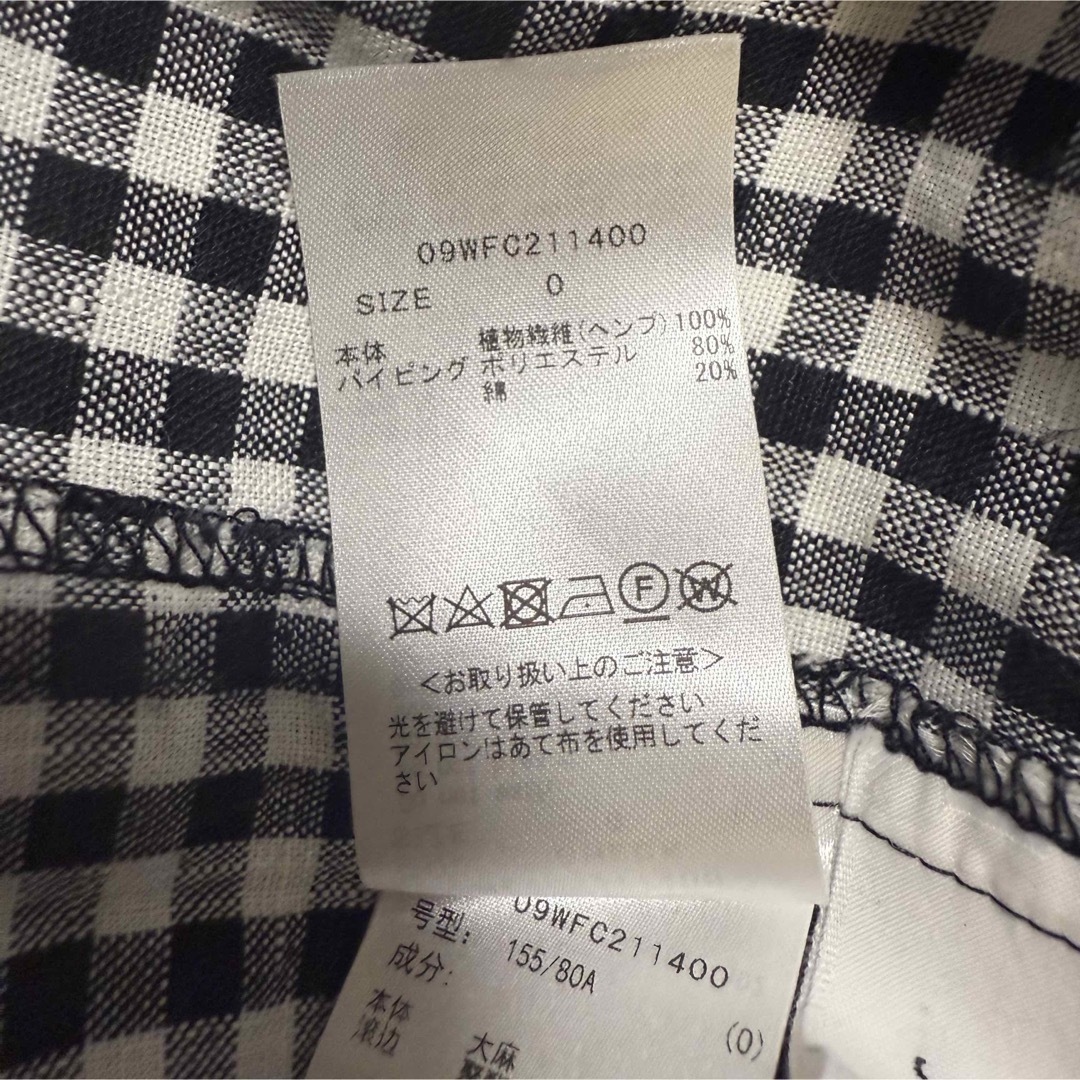 09WFC211400
SIZE 0
本体 植物繊維(ヘンプ)100%
パイピング ポリエステル 80%
綿 20%
F W
<お取り扱い上のご注意>
光を避けて保管してください
アイロンはあて布を使用してくだ
さい
09WFC211400
号型: 155/80A
成分: (0)
本体 大麻
滚边